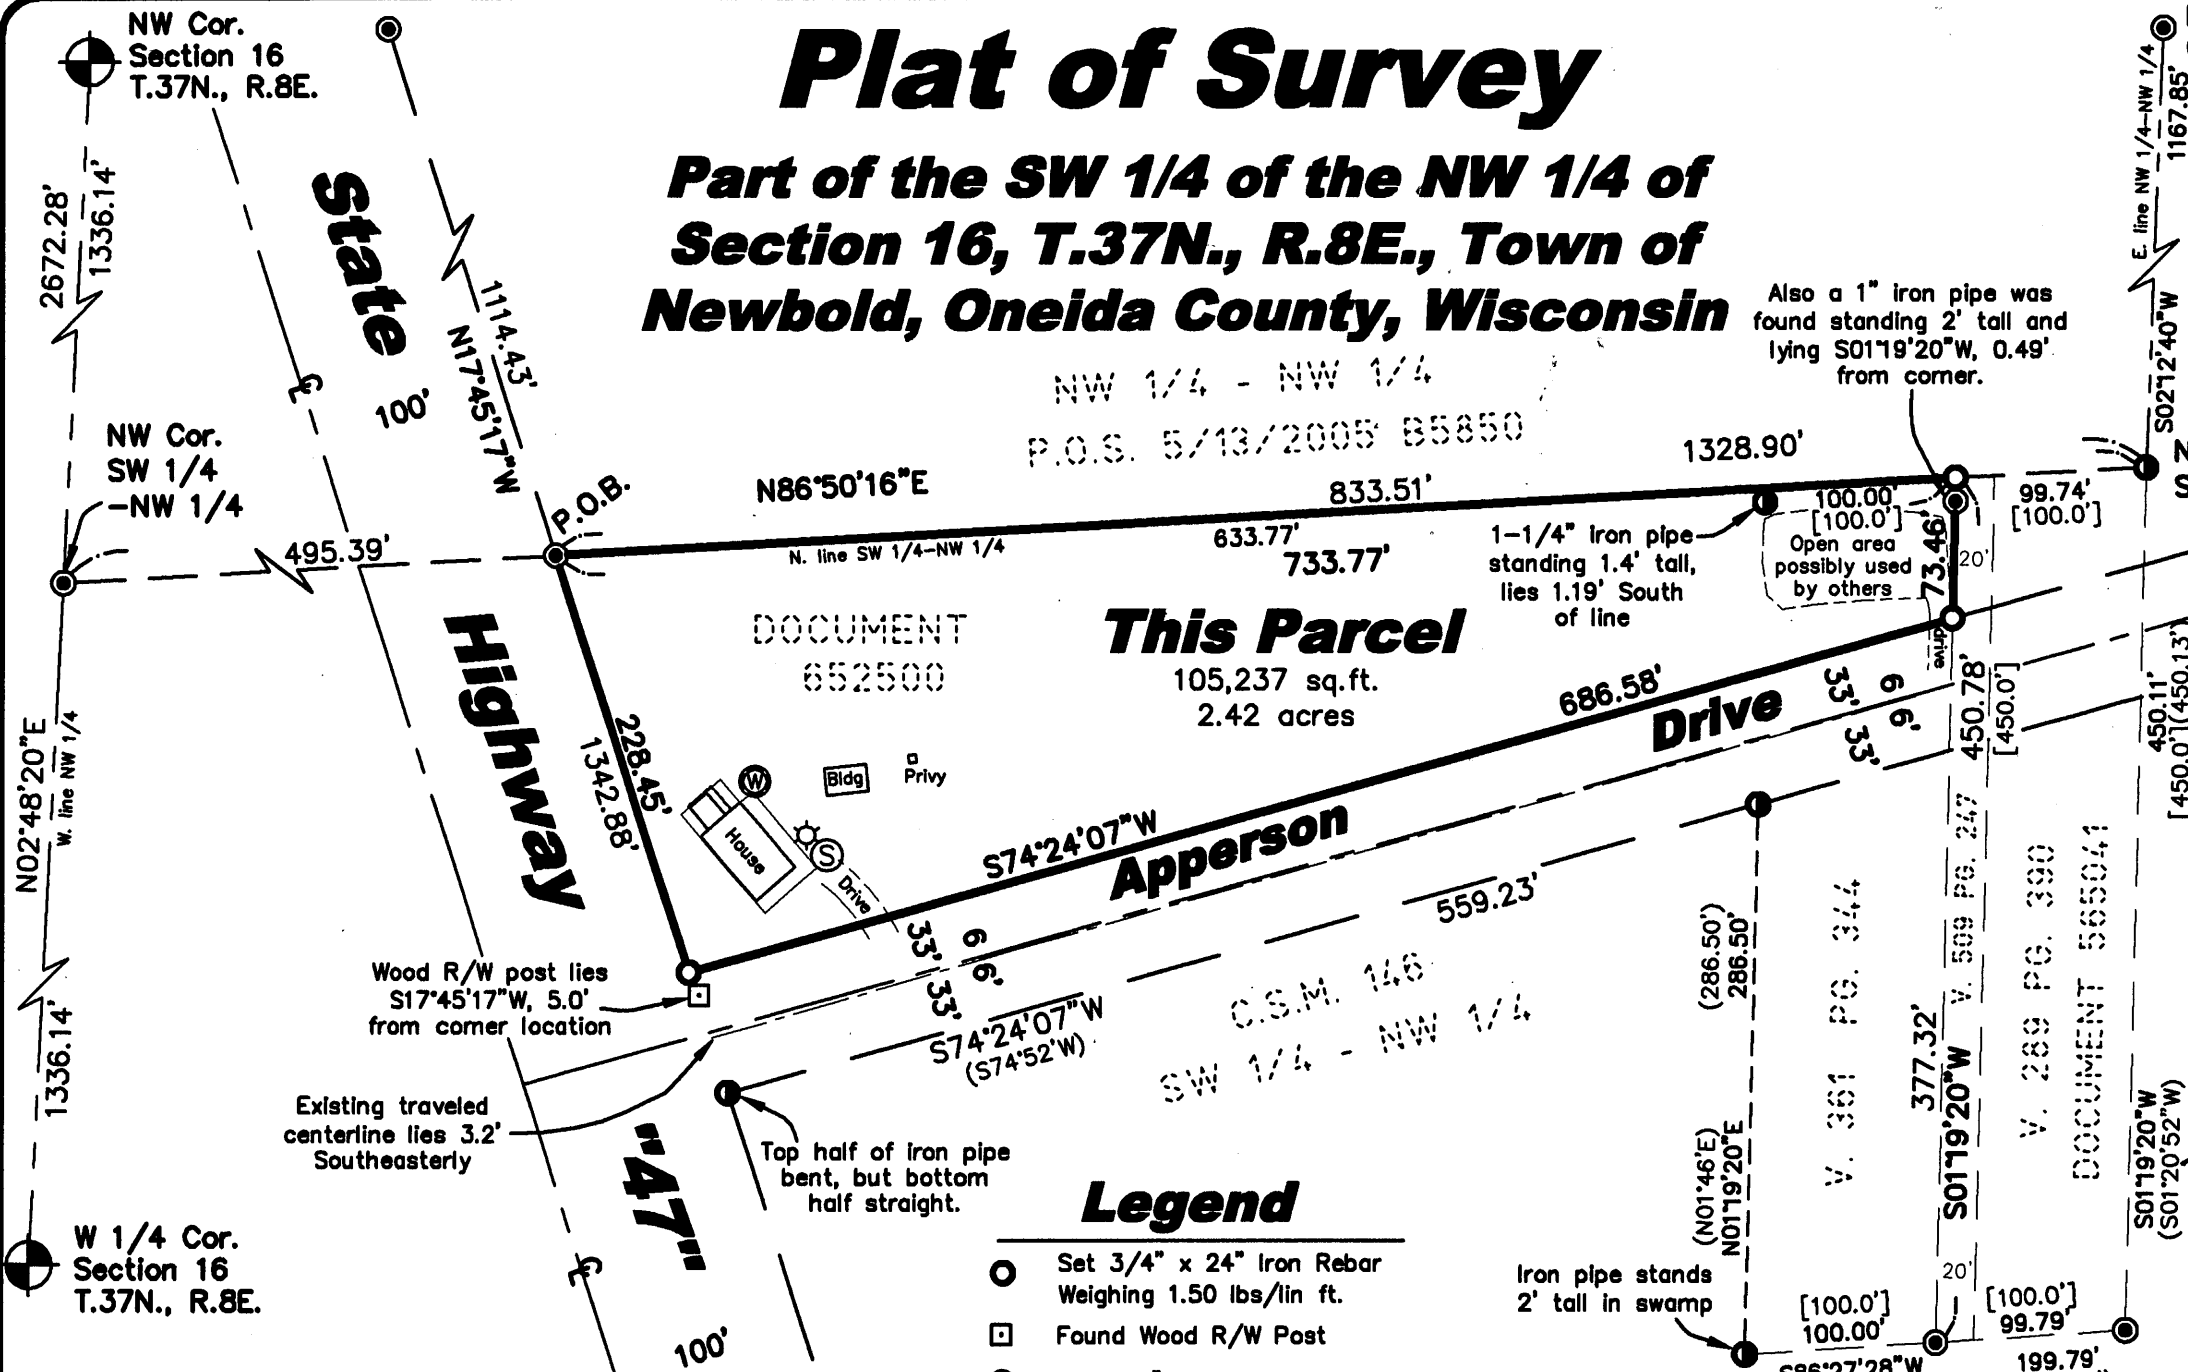 Plat of Survey
Part of the SW 1/4 of the NW 1/4 of
Section 16, T.37N., R.8E., Town of
Newbold, Oneida County, Wisconsin
NW Cor.
Section 16
T.37N., R.8E.
2672.28'
1336.14'
State
100'
1114.43'
N17°45'17"W
NW 1/4 - NW 1/4
P.O.S. 5/13/2005 B5850
Also a 1" iron pipe was
found standing 2' tall and
lying S01°19'20"W, 0.49'
from corner.
E. line NW 1/4-NW 1/4
1167.85'
S02°12'40"W
NW Cor.
SW 1/4
-NW 1/4
495.39'
P.O.B.
N86°50'16"E
1328.90'
833.51'
N. line SW 1/4-NW 1/4
633.77'
733.77'
100.00'
[100.0']
99.74'
[100.0']
1-1/4" iron pipe
standing 1.4' tall,
lies 1.19' South
of line
Open area
possibly used
by others
73.46'
20'
drive
DOCUMENT
652500
This Parcel
105,237 sq.ft.
2.42 acres
Highway
228.45'
1342.88'
N02°48'20"E
W. line NW 1/4
W
Bldg
Privy
House
S
Drive
S74°24'07"W
686.58'
Apperson
Drive
33'
66'
33'
450.78'
[450.0']
450.11'
[450.0'](450.13')
33'
66'
33'
559.23'
S74°24'07"W
(S74°52'W)
C.S.M. 146
SW 1/4 - NW 1/4
Wood R/W post lies
S17°45'17"W, 5.0'
from corner location
1336.14'
Existing traveled
centerline lies 3.2'
Southeasterly
Top half of iron pipe
bent, but bottom
half straight.
"47"
100'
W 1/4 Cor.
Section 16
T.37N., R.8E.
(286.50')
286.50'
(N01°46'E)
N01°19'20"E
V. 361 PG. 344
377.32'
S01°19'20"W
V. 509 PG. 247
V. 289 PG. 390
DOCUMENT 565041
S01°19'20"W
(S01°20'52"W)
Legend
Set 3/4" x 24" Iron Rebar
Weighing 1.50 lbs/lin ft.
Found Wood R/W Post
Iron pipe stands
2' tall in swamp
20'
[100.0']
100.00'
[100.0']
99.79'
S86°27'28"W
199.79'